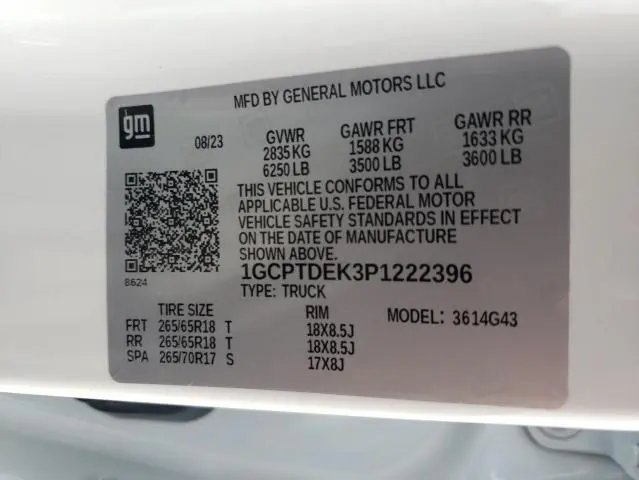 MFD BY GENERAL MOTORS LLC
gm
08/23 GVWR GAWR FRT GAWR RR
2835 KG 1588 KG 1633 KG
6250 LB 3500 LB 3600 LB
THIS VEHICLE CONFORMS TO ALL
APPLICABLE U.S. FEDERAL MOTOR
VEHICLE SAFETY STANDARDS IN EFFECT
ON THE DATE OF MANUFACTURE
SHOWN ABOVE.
8624
1GCPTDEK3P1222396
TYPE: TRUCK
TIRE SIZE RIM MODEL: 3614G43
FRT 265/65R18 T 18X8.5J
RR 265/65R18 T 18X8.5J
SPA 265/70R17 S 17X8J